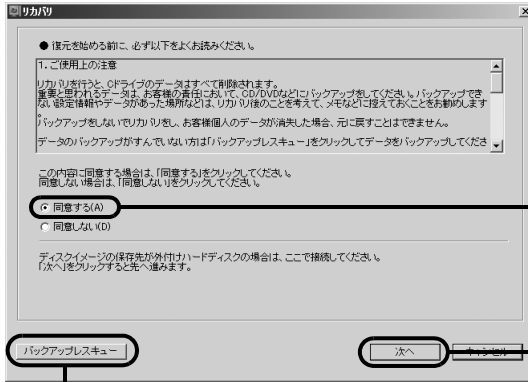 リカバリ
● 復元を始める前に、必ず以下をよくお読みください。
1. ご使用上の注意
リカバリを行うと、Cドライブのデータはすべて削除されます。
重要と思われるデータは、お客様の責任において、CD/DVDなどにバックアップをしてください。バックアップでき
ない設定情報やデータがあった場所などは、リカバリ後のことを考えて、メモなどに控えておくことをお勧めします
。
バックアップをしないでリカバリをし、お客様個人のデータが消失した場合、元に戻すことはできません。
データのバックアップがすんでいない方は「バックアップレスキュー」をクリックしてデータをバックアップしてくださ
この内容に同意する場合は、「同意する」をクリックしてください。
同意しない場合は、「同意しない」をクリックしてください。
同意する(A)
同意しない(D)
ディスクイメージの保存先が外付けハードディスクの場合は、ここで接続してください。
「次へ」をクリックすると先へ進みます。
バックアップレスキュー
次へ
キャンセル